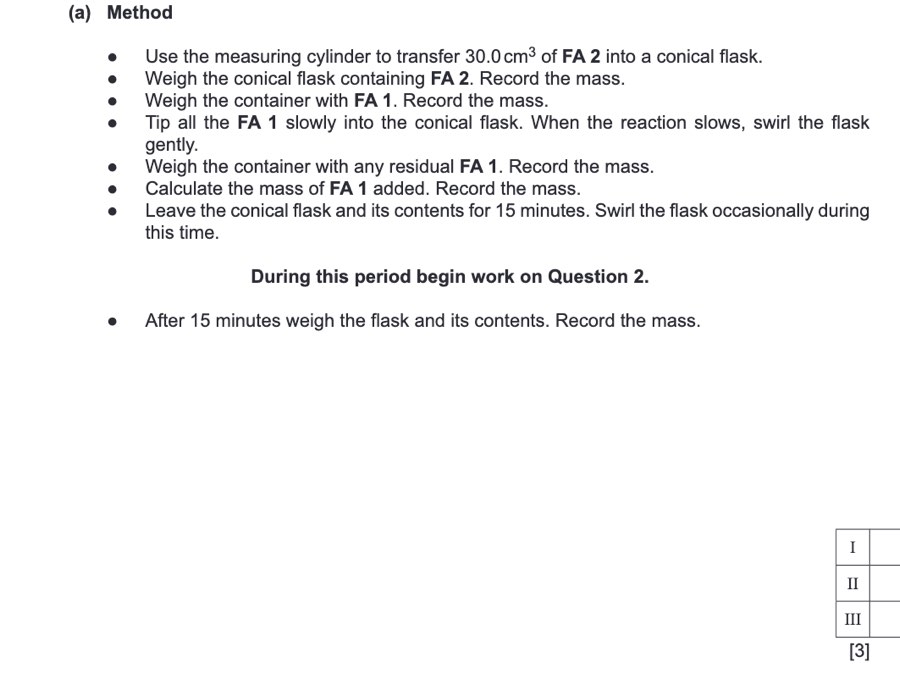 (a) Method
• Use the measuring cylinder to transfer 30.0 cm³ of FA 2 into a conical flask.
• Weigh the conical flask containing FA 2. Record the mass.
• Weigh the container with FA 1. Record the mass.
• Tip all the FA 1 slowly into the conical flask. When the reaction slows, swirl the flask
gently.
• Weigh the container with any residual FA 1. Record the mass.
• Calculate the mass of FA 1 added. Record the mass.
• Leave the conical flask and its contents for 15 minutes. Swirl the flask occasionally during
this time.
During this period begin work on Question 2.
• After 15 minutes weigh the flask and its contents. Record the mass.
I
II
III
[3]